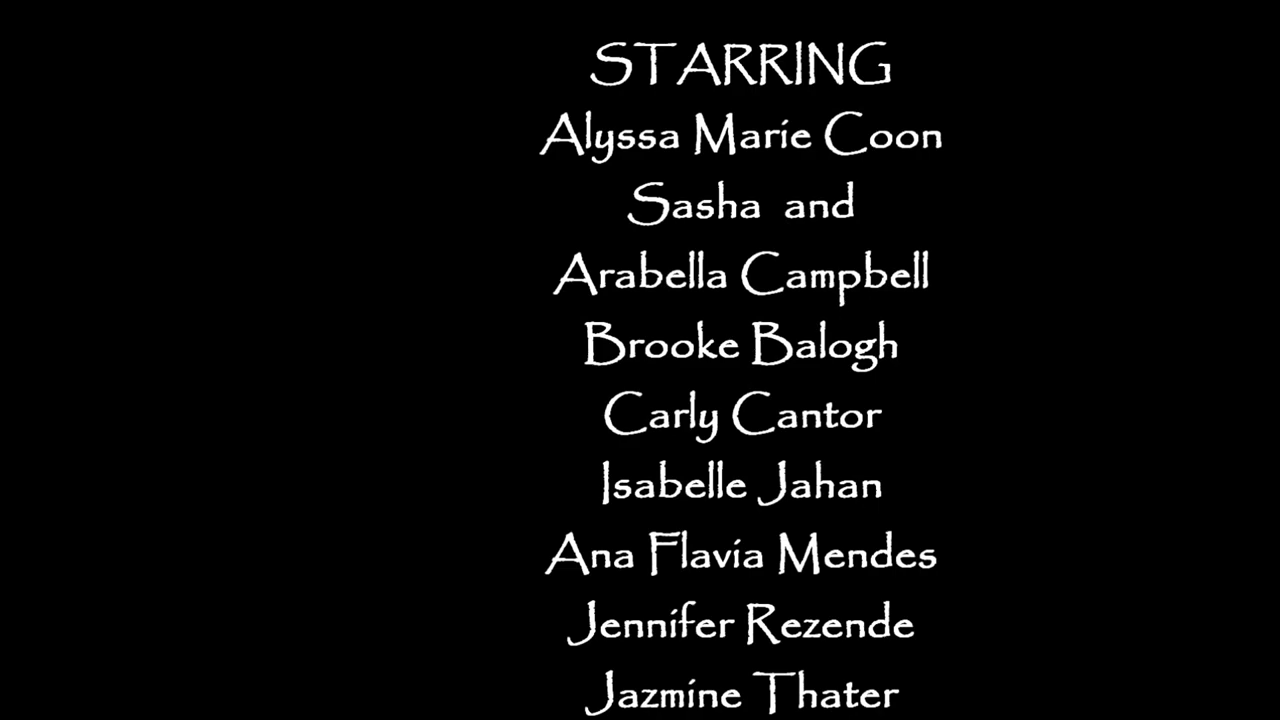 STARRING
Alyssa Marie Coon
Sasha and
Arabella Campbell
Brooke Balogh
Carly Cantor
Isabelle Jahan
Ana Flavia Mendes
Jennifer Rezende
Jazmine Thater